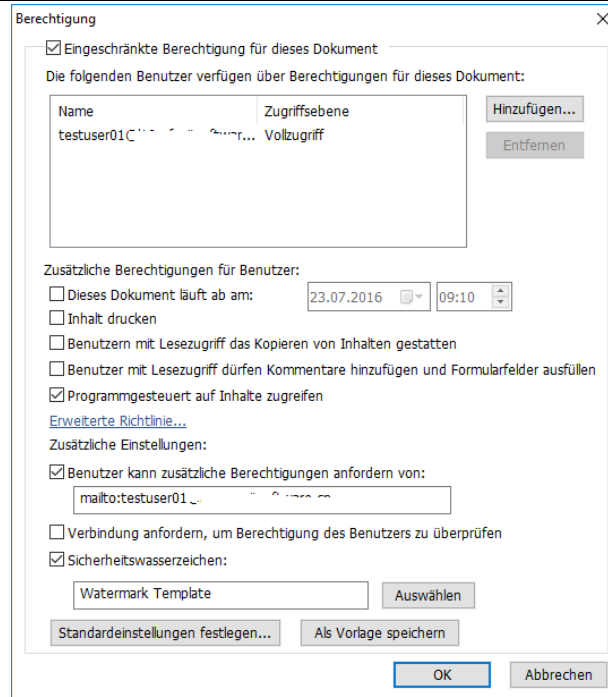 Berechtigung
Eingeschränkte Berechtigung für dieses Dokument
Die folgenden Benutzer verfügen über Berechtigungen für dieses Dokument:
Name Zugriffsebene Hinzufügen...
testuser01 Vollzugriff
Entfernen
Zusätzliche Berechtigungen für Benutzer:
Dieses Dokument läuft ab am: 23.07.2016 09:10
Inhalt drucken
Benutzern mit Lesezugriff das Kopieren von Inhalten gestatten
Benutzer mit Lesezugriff dürfen Kommentare hinzufügen und Formularfelder ausfüllen
Programmgesteuert auf Inhalte zugreifen
Erweiterte Richtlinie...
Zusätzliche Einstellungen:
Benutzer kann zusätzliche Berechtigungen anfordern von:
mailto:testuser01
Verbindung anfordern, um Berechtigung des Benutzers zu überprüfen
Sicherheitswasserzeichen:
Watermark Template Auswählen
Standardeinstellungen festlegen... Als Vorlage speichern
OK Abbrechen